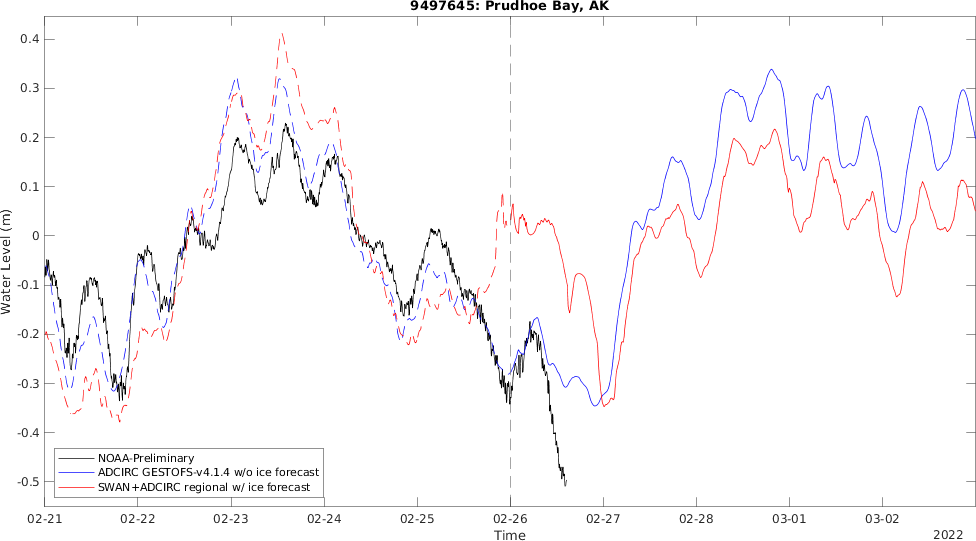 9497645: Prudhoe Bay, AK
0.4
0.3
0.2
0.1
0
-0.1
-0.2
-0.3
-0.4
-0.5
Water Level (m)
NOAA-Preliminary
ADCIRC GESTOFS-v4.1.4 w/o ice forecast
SWAN+ADCIRC regional w/ ice forecast
02-21 02-22 02-23 02-24 02-25 02-26 02-27 02-28 03-01 03-02
Time
2022